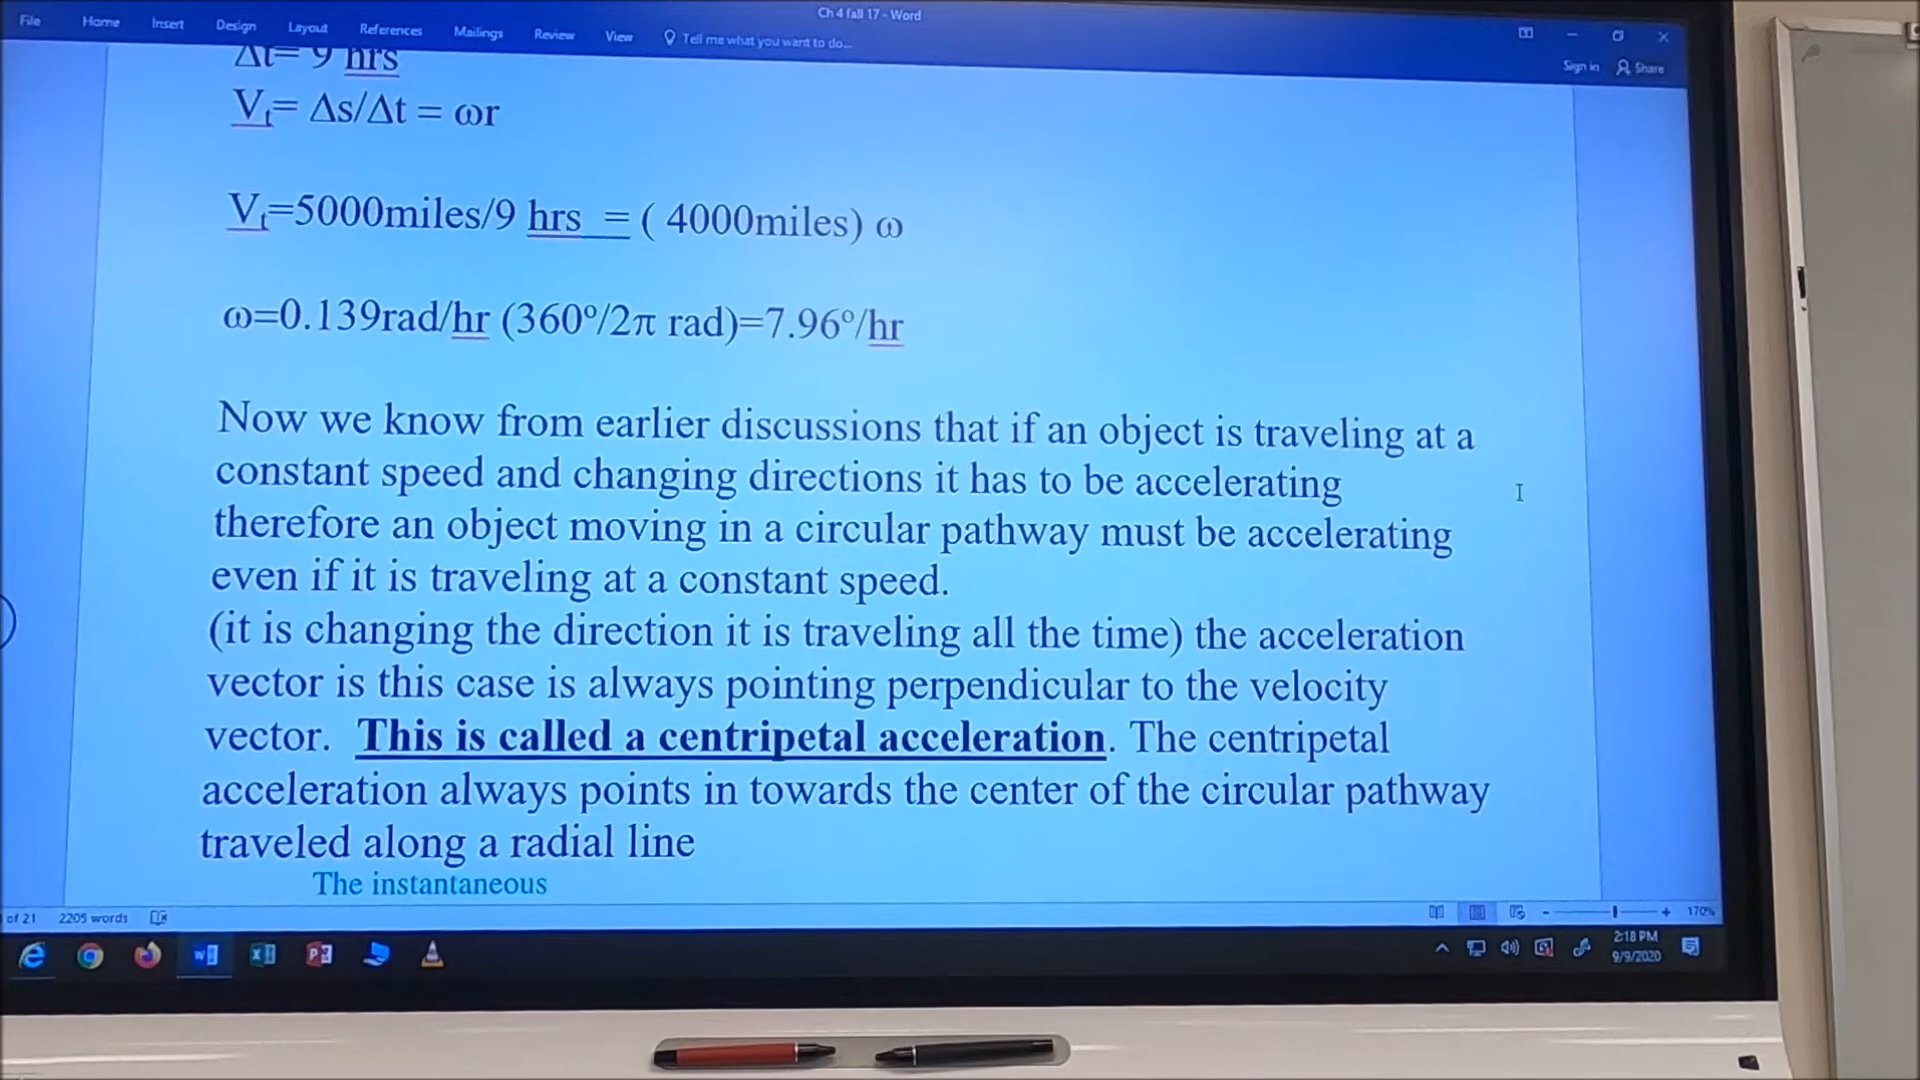 Ch 4 fall 17 - Word
File Home Insert Design Layout References Mailings Review View Tell me what you want to do...
Sign in Share
Δt= 9 hrs
Vt= Δs/Δt = ωr
Vt=5000miles/9 hrs = ( 4000miles) ω
ω=0.139rad/hr (360º/2π rad)=7.96º/hr
Now we know from earlier discussions that if an object is traveling at a
constant speed and changing directions it has to be accelerating
therefore an object moving in a circular pathway must be accelerating
even if it is traveling at a constant speed.
(it is changing the direction it is traveling all the time) the acceleration
vector is this case is always pointing perpendicular to the velocity
vector. This is called a centripetal acceleration. The centripetal
acceleration always points in towards the center of the circular pathway
traveled along a radial line
The instantaneous
of 21 2205 words 170%
2:18 PM
9/9/2020